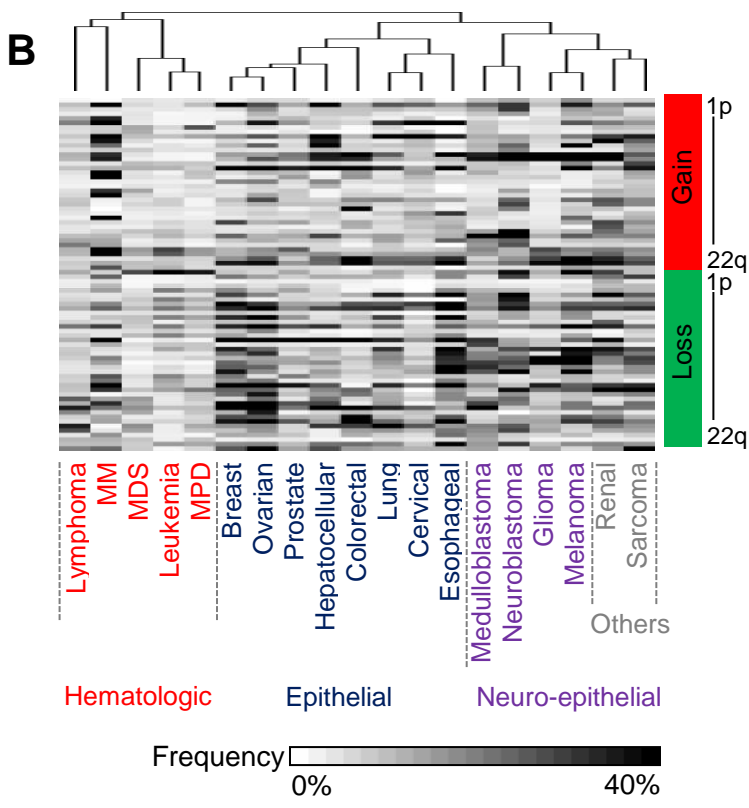 B
1p
Gain
22q
1p
Loss
22q
Lymphoma
MM
MDS
Leukemia
MPD
Breast
Ovarian
Prostate
Hepatocellular
Colorectal
Lung
Cervical
Esophageal
Medulloblastoma
Neuroblastoma
Glioma
Melanoma
Renal
Sarcoma
Others
Hematologic
Epithelial
Neuro-epithelial
Frequency
0%
40%